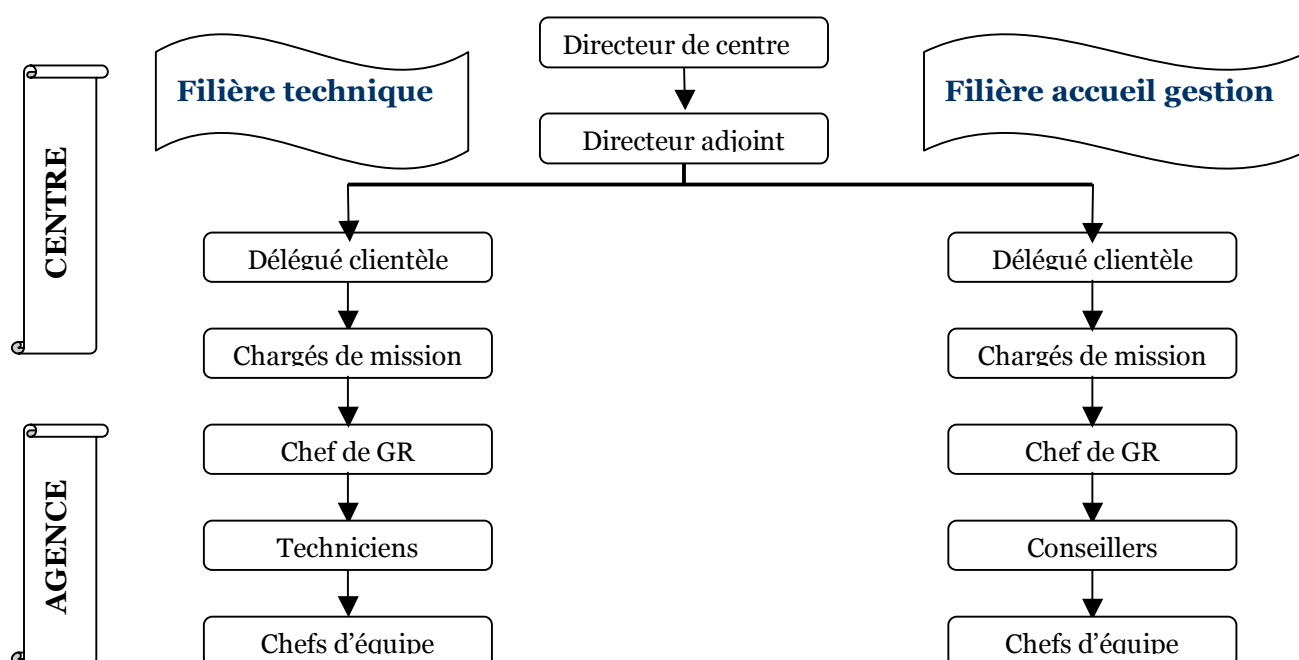 Directeur de centre
Filière technique
Filière accueil gestion
Directeur adjoint
CENTRE
Délégué clientèle
Délégué clientèle
Chargés de mission
Chargés de mission
Chef de GR
Chef de GR
AGENCE
Techniciens
Conseillers
Chefs d’équipe
Chefs d’équipe